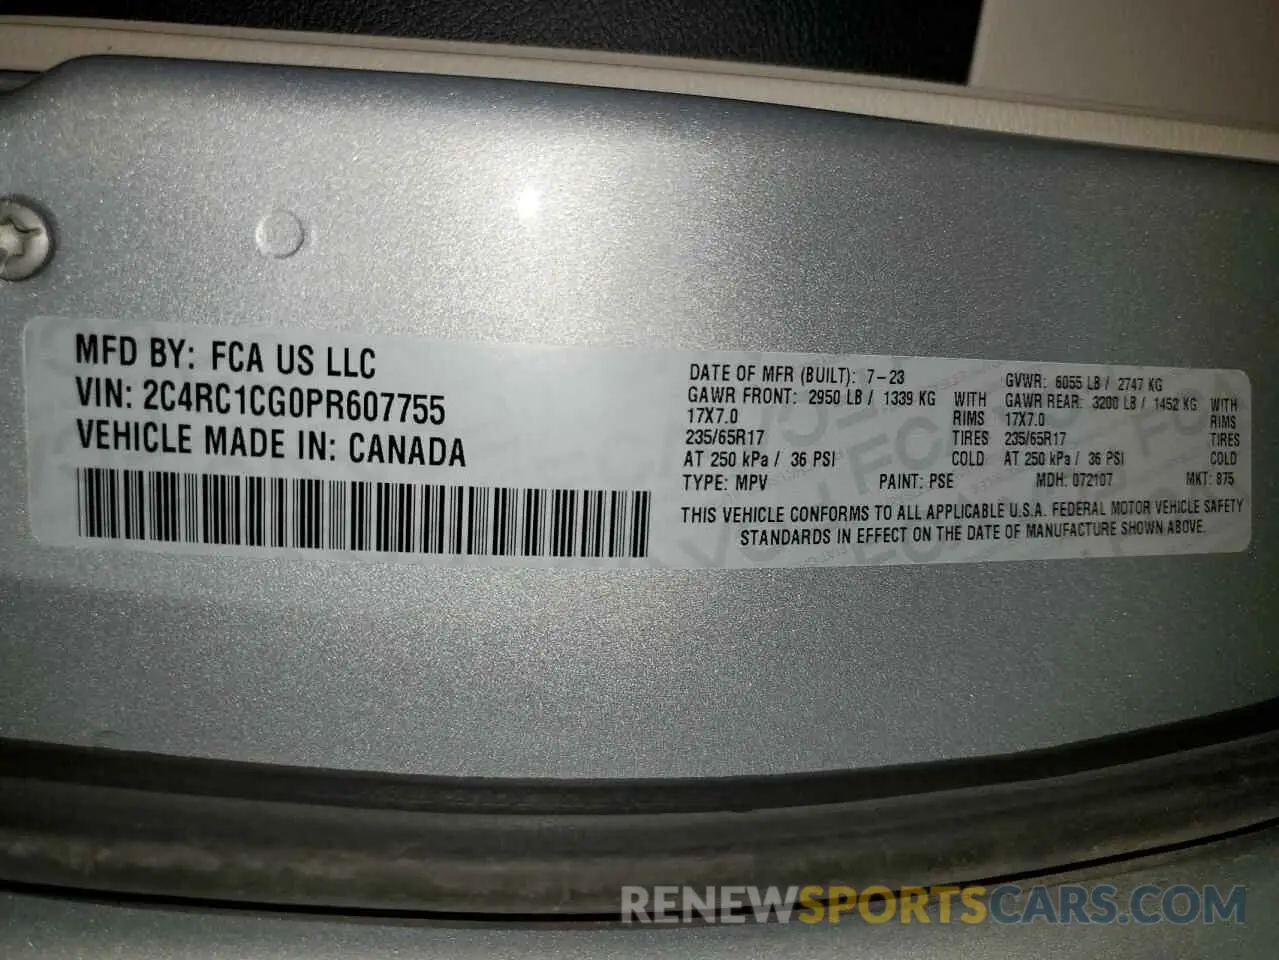 MFD BY: FCA US LLC
VIN: 2C4RC1CG0PR607755
VEHICLE MADE IN: CANADA
DATE OF MFR (BUILT): 7-23 GVWR: 6055 LB / 2747 KG
GAWR FRONT: 2950 LB / 1339 KG WITH GAWR REAR: 3200 LB / 1452 KG WITH
17X7.0 RIMS 17X7.0 RIMS
235/65R17 TIRES 235/65R17 TIRES
AT 250 kPa / 36 PSI COLD AT 250 kPa / 36 PSI COLD
TYPE: MPV PAINT: PSE MDH: 072107 MKT: 875
THIS VEHICLE CONFORMS TO ALL APPLICABLE U.S.A. FEDERAL MOTOR VEHICLE SAFETY
STANDARDS IN EFFECT ON THE DATE OF MANUFACTURE SHOWN ABOVE.
RENEWSPORTSCARS.COM